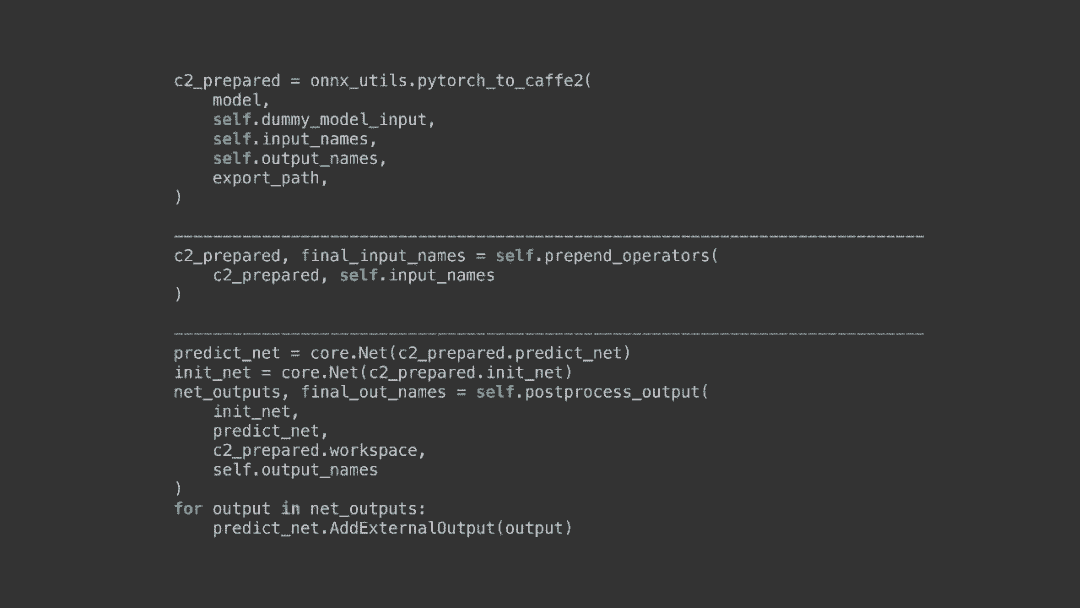 c2_prepared = onnx_utils.pytorch_to_caffe2(
    model,
    self.dummy_model_input,
    self.input_names,
    self.output_names,
    export_path,
)
c2_prepared, final_input_names = self.prepend_operators(
    c2_prepared, self.input_names
)
predict_net = core.Net(c2_prepared.predict_net)
init_net = core.Net(c2_prepared.init_net)
net_outputs, final_out_names = self.postprocess_output(
    init_net,
    predict_net,
    c2_prepared.workspace,
    self.output_names
)
for output in net_outputs:
    predict_net.AddExternalOutput(output)